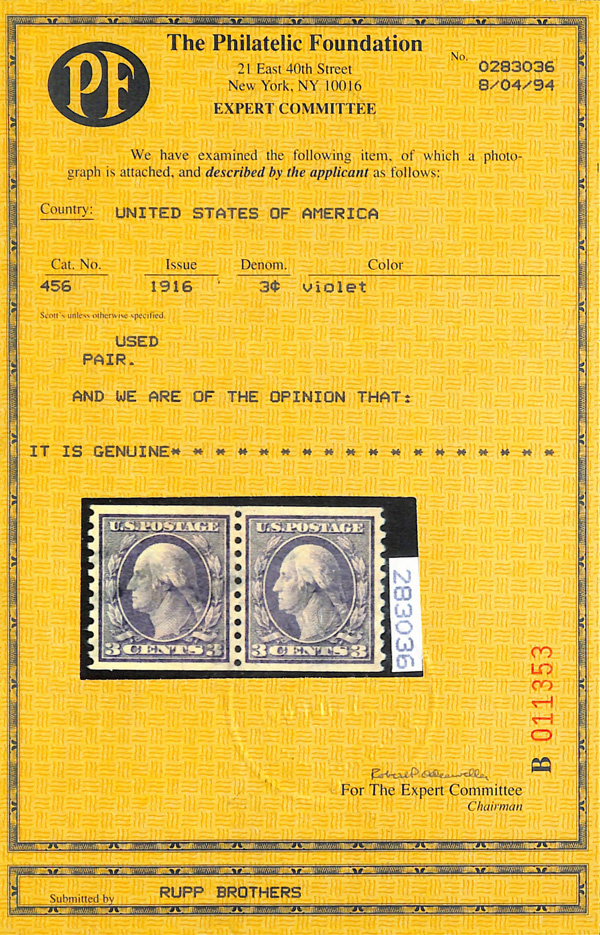 PF
The Philatelic Foundation
21 East 40th Street
New York, NY 10016
EXPERT COMMITTEE
No. 0283036
8/04/94
We have examined the following item, of which a photo-
graph is attached, and described by the applicant as follows:
Country: UNITED STATES OF AMERICA
Cat. No. Issue Denom. Color
456 1916 3¢ violet
Scott's unless otherwise specified.
USED
PAIR.
AND WE ARE OF THE OPINION THAT:
IT IS GENUINE* * * * * * * * * * * * * * * * * *
U.S. POSTAGE U.S. POSTAGE
3 CENTS 3 3 CENTS 3
283036
B 011353
For The Expert Committee
Chairman
Submitted by RUPP BROTHERS